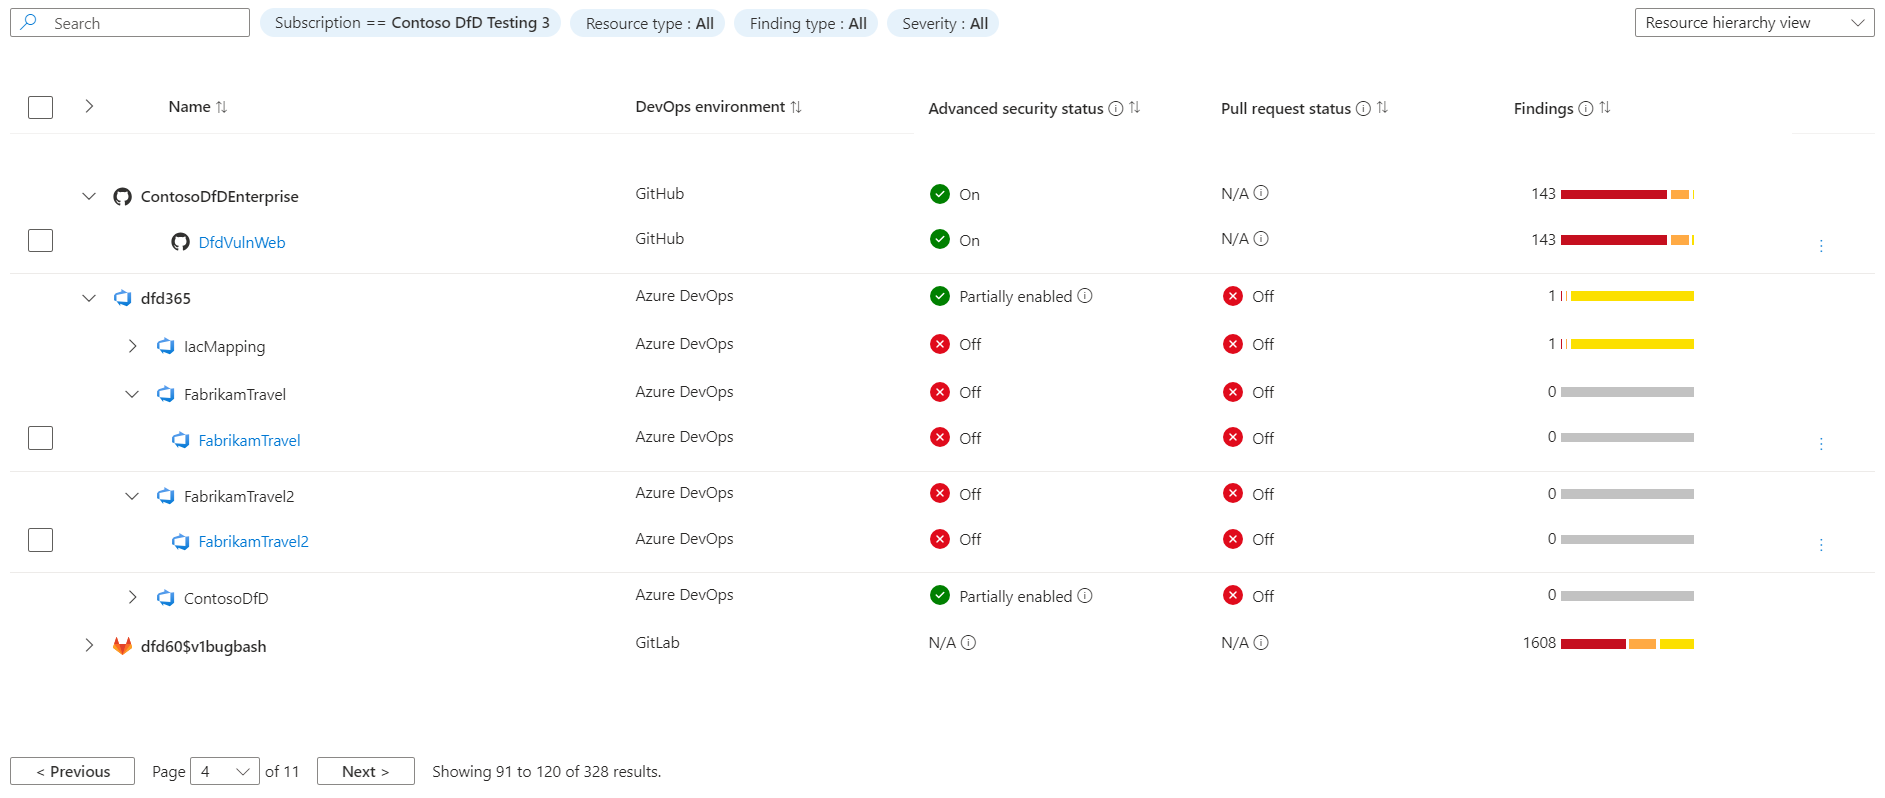 Search Subscription == Contoso DfD Testing 3 Resource type : All Finding type : All Severity : All Resource hierarchy view
Name DevOps environment Advanced security status Pull request status Findings
ContosoDfDEnterprise GitHub On N/A 143
DfdVulnWeb GitHub On N/A 143
dfd365 Azure DevOps Partially enabled Off 1
IacMapping Azure DevOps Off Off 1
FabrikamTravel Azure DevOps Off Off 0
FabrikamTravel Azure DevOps Off Off 0
FabrikamTravel2 Azure DevOps Off Off 0
FabrikamTravel2 Azure DevOps Off Off 0
ContosoDfD Azure DevOps Partially enabled Off 0
dfd60$v1bugbash GitLab N/A N/A 1608
< Previous Page 4 of 11 Next > Showing 91 to 120 of 328 results.